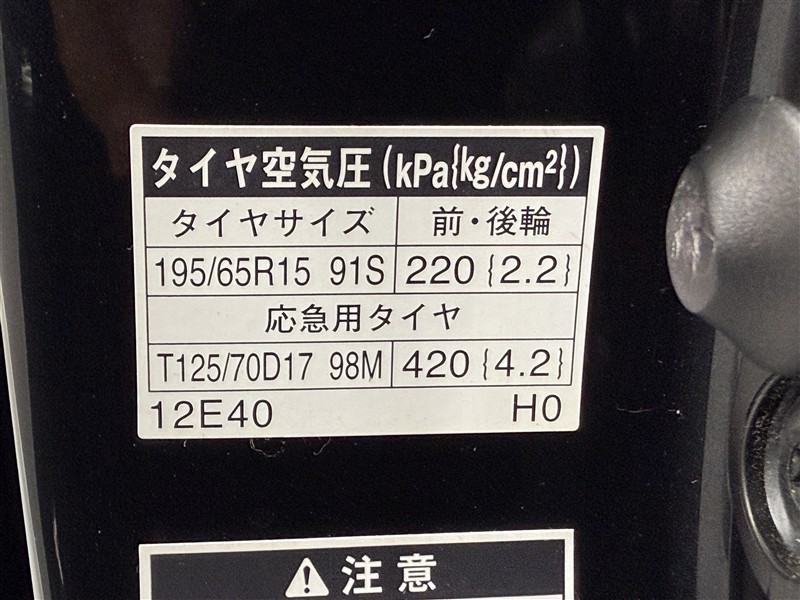 タイヤ空気圧(kPa{kg/cm²})
タイヤサイズ 前・後輪
195/65R15 91S 220{2.2}
応急用タイヤ
T125/70D17 98M 420{4.2}
12E40 H0
⚠注意